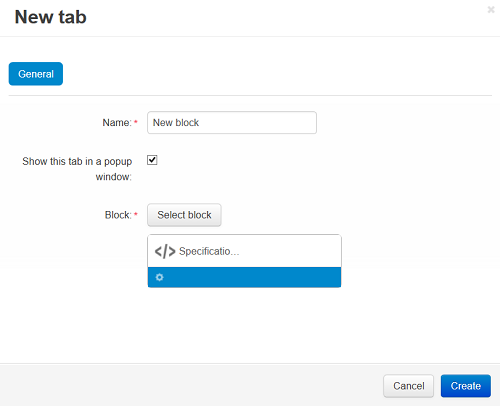 New tab
General
Name: *
New block
Show this tab in a popup
window:
Block: *
Select block
</> Specificatio...
Cancel
Create